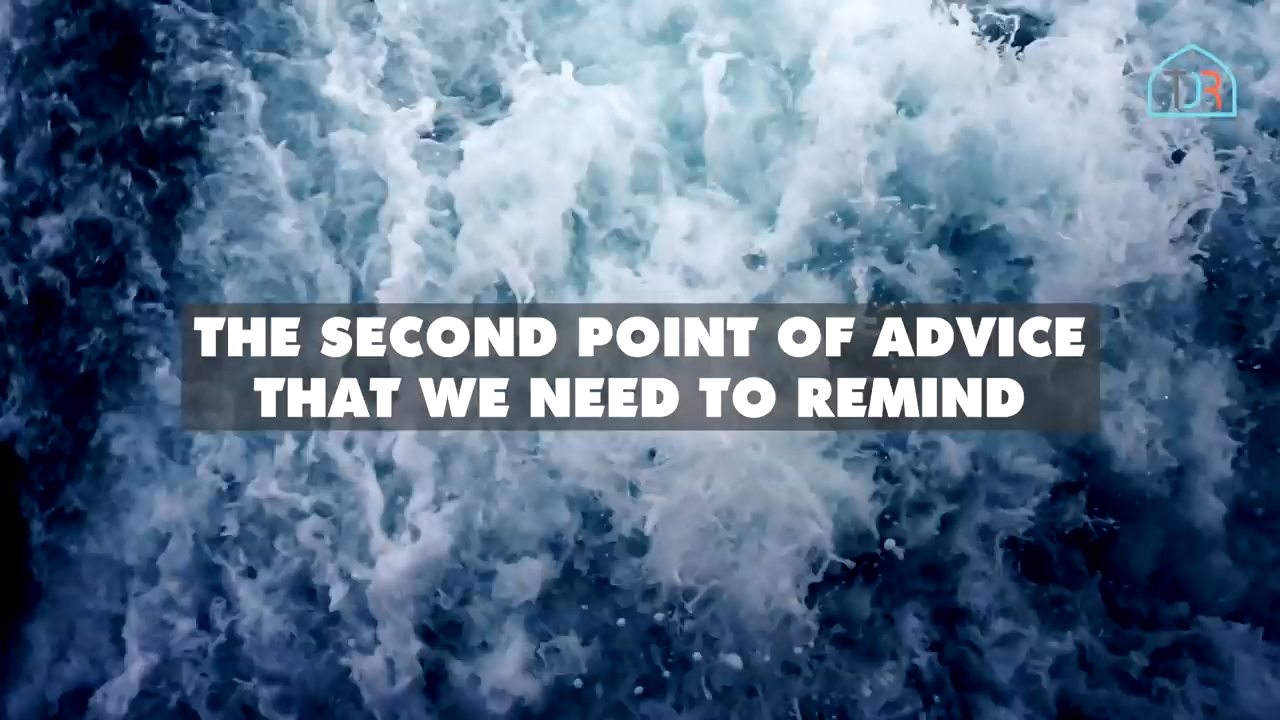 TDR
THE SECOND POINT OF ADVICE
THAT WE NEED TO REMIND